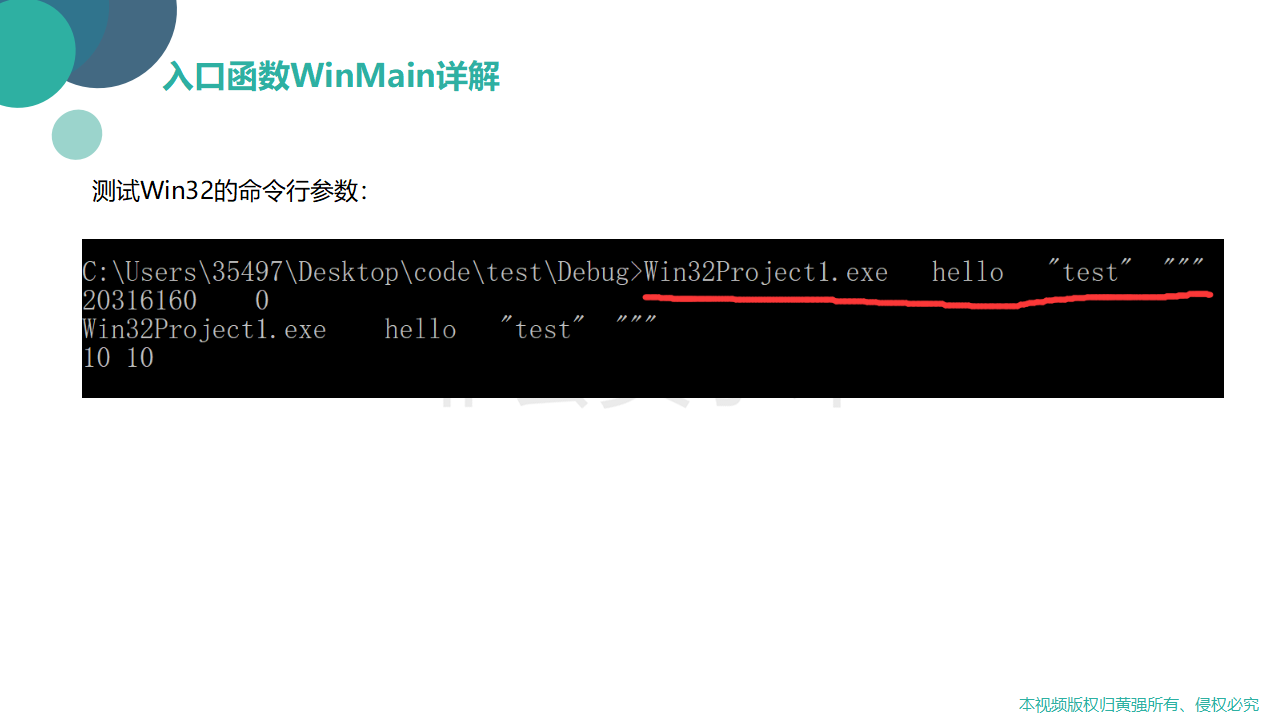 入口函数WinMain详解
测试Win32的命令行参数：
C:\Users\35497\Desktop\code\test\Debug>Win32Project1.exe   hello   "test"  """
20316160    0
Win32Project1.exe    hello   "test"  """
10 10
本视频版权归黄强所有、侵权必究